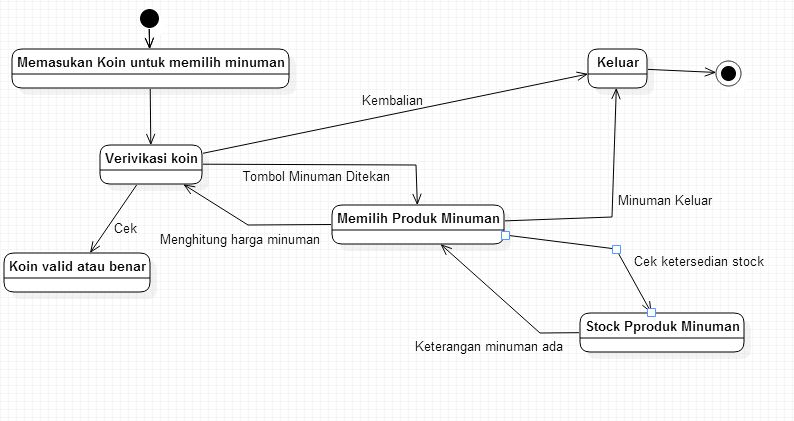 Memasukan Koin untuk memilih minuman
Keluar
Kembalian
Verivikasi koin
Tombol Minuman Ditekan
Minuman Keluar
Memilih Produk Minuman
Cek
Menghitung harga minuman
Koin valid atau benar
Cek ketersedian stock
Stock Pproduk Minuman
Keterangan minuman ada